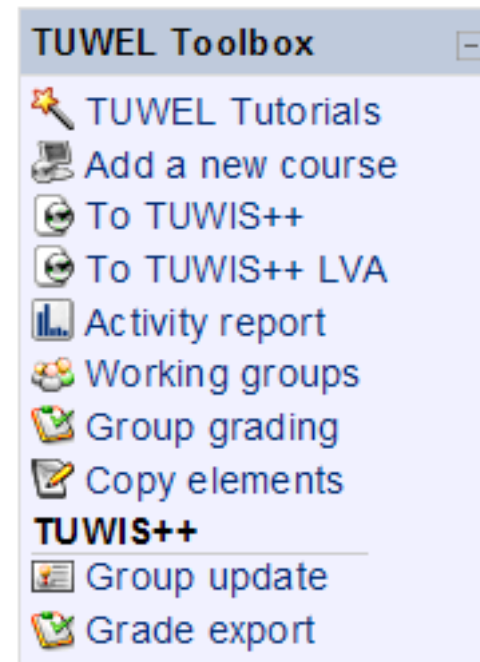 TUWEL Toolbox
TUWEL Tutorials
Add a new course
To TUWIS++
To TUWIS++ LVA
Activity report
Working groups
Group grading
Copy elements
TUWIS++
Group update
Grade export